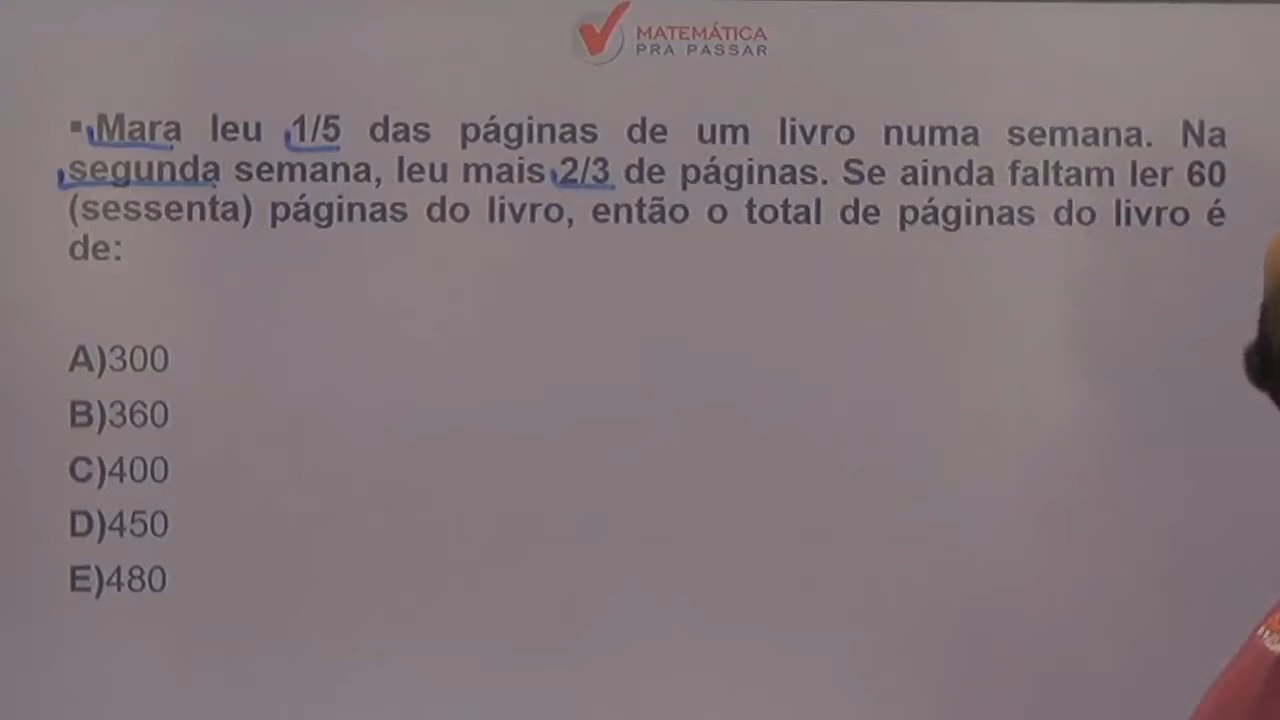 MATEMÁTICA
PRA PASSAR
▪Mara leu 1/5 das páginas de um livro numa semana. Na
segunda semana, leu mais 2/3 de páginas. Se ainda faltam ler 60
(sessenta) páginas do livro, então o total de páginas do livro é
de:
A)300
B)360
C)400
D)450
E)480